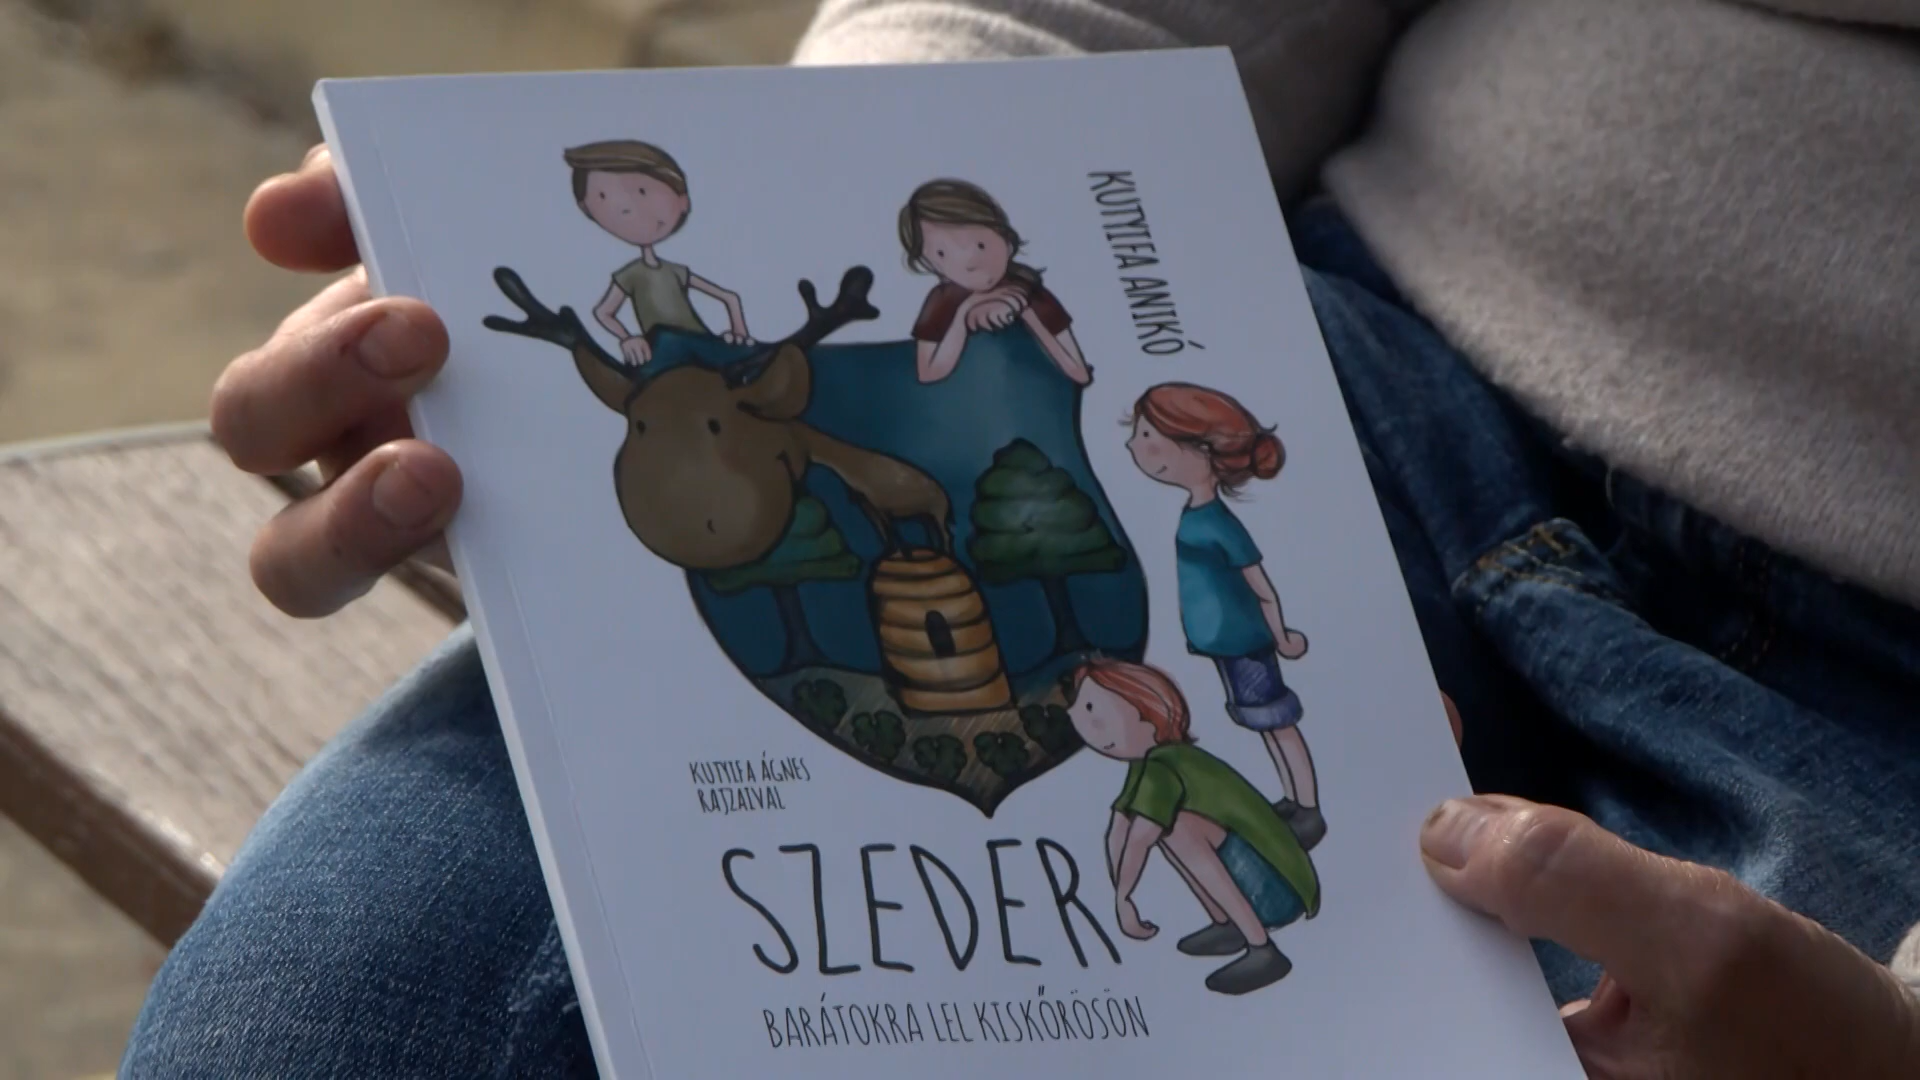 KUTYIFA ANIKÓ
KUTYIFA ÁGNES
RAJZAIVAL
SZEDER
BARÁTOKRA LEL KISKŐRÖSÖN